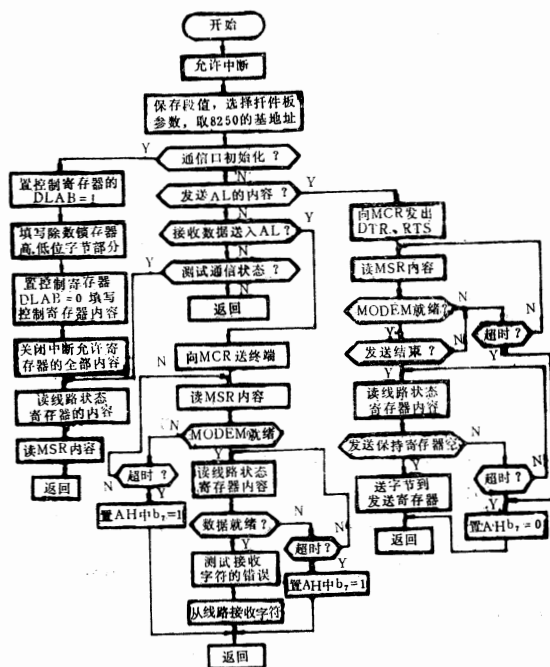 开始
允许中断
保存段值，选择扦件板
参数，取8250的基地址
通信口初始化？
Y
N
置控制寄存器的
DLAB=1
填写除数锁存器
高、低位字节部分
置控制寄存器
DLAB=0 填写
控制寄存器内容
关闭中断允许寄
存器的全部内容
读线路状态
寄存器的内容
读MSR内容
返回
发送AL的内容？
Y
N
接收数据送入AL？
Y
N
测试通信状态？
Y
N
返回
向MCR送终端
读MSR内容
N
MODEM就绪
N
Y
超时？
N
Y
置AH中b₇=1
读线路状态
寄存器内容
数据就绪？
N
Y
超时？
N
Y
置AH中b₇=1
测试接收
字符的错误
从线路接收字符
返回
向MCR发出
DTR、RTS
读MSR内容
MODEM就绪？
N
Y
超时？
N
Y
发送结束？
N
Y
读线路状态
寄存器内容
发送保持寄存器空
N
Y
超时？
N
Y
送字节到
发送寄存器
置AHb₇=0
返回